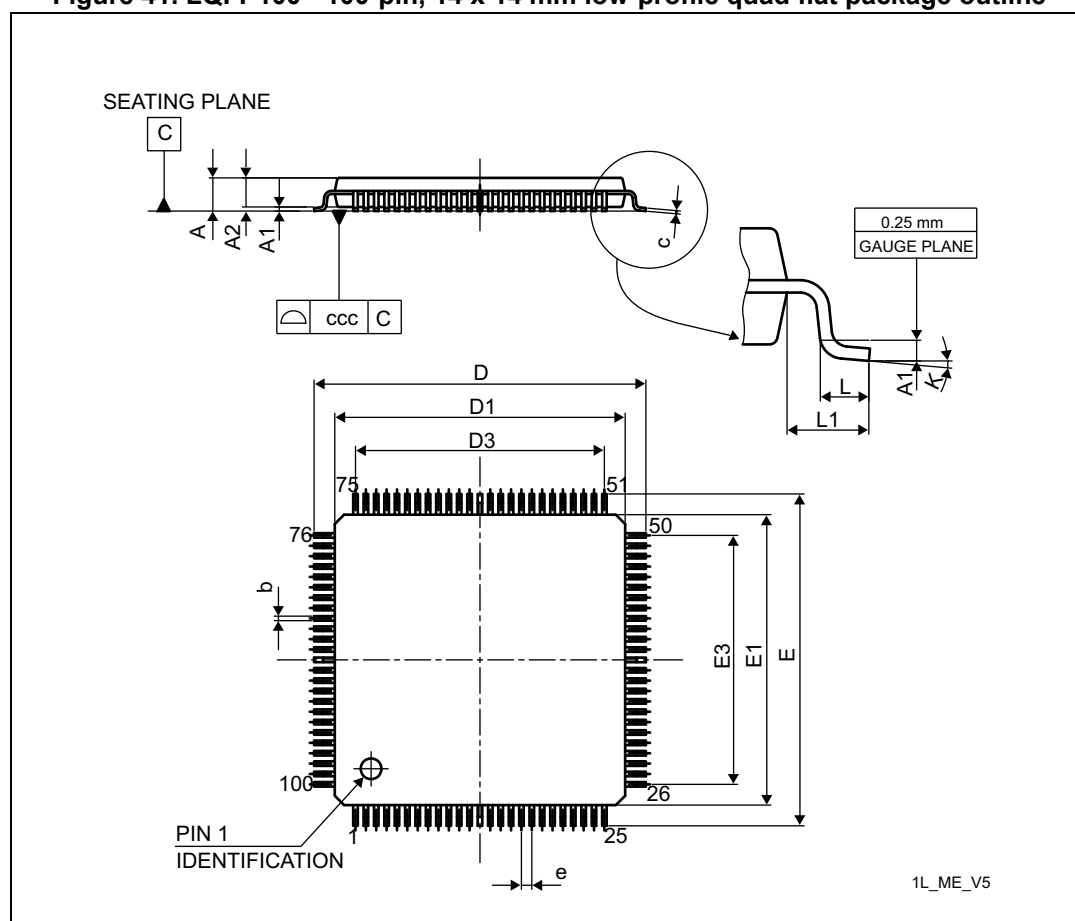 SEATING PLANE
C
A
A2
A1
c
ccc C
0.25 mm
GAUGE PLANE
A1
K
L
L1
D
D1
D3
75
51
76
50
b
E3
E1
E
100
26
PIN 1
IDENTIFICATION
1
25
e
1L_ME_V5